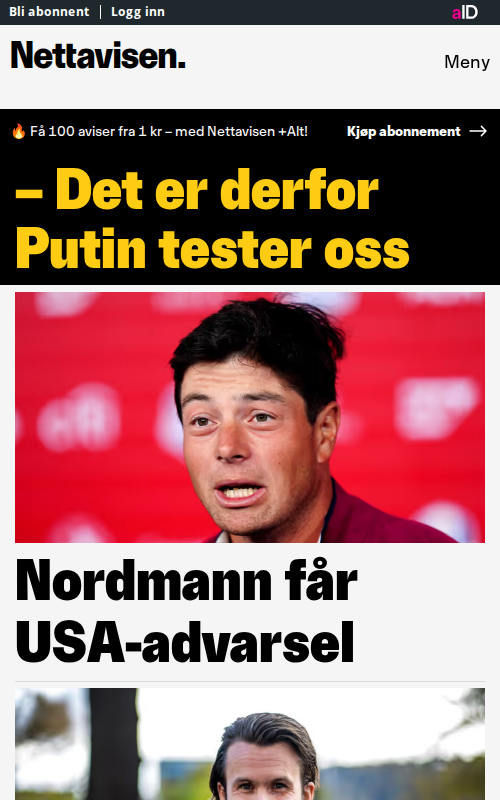 Bli abonnent
Logg inn
aID
Nettavisen.
Meny
🔥 Få 100 aviser fra 1 kr – med Nettavisen +Alt!
Kjøp abonnement →
– Det er derfor
Putin tester oss
citi
Nordmann får
USA-advarsel